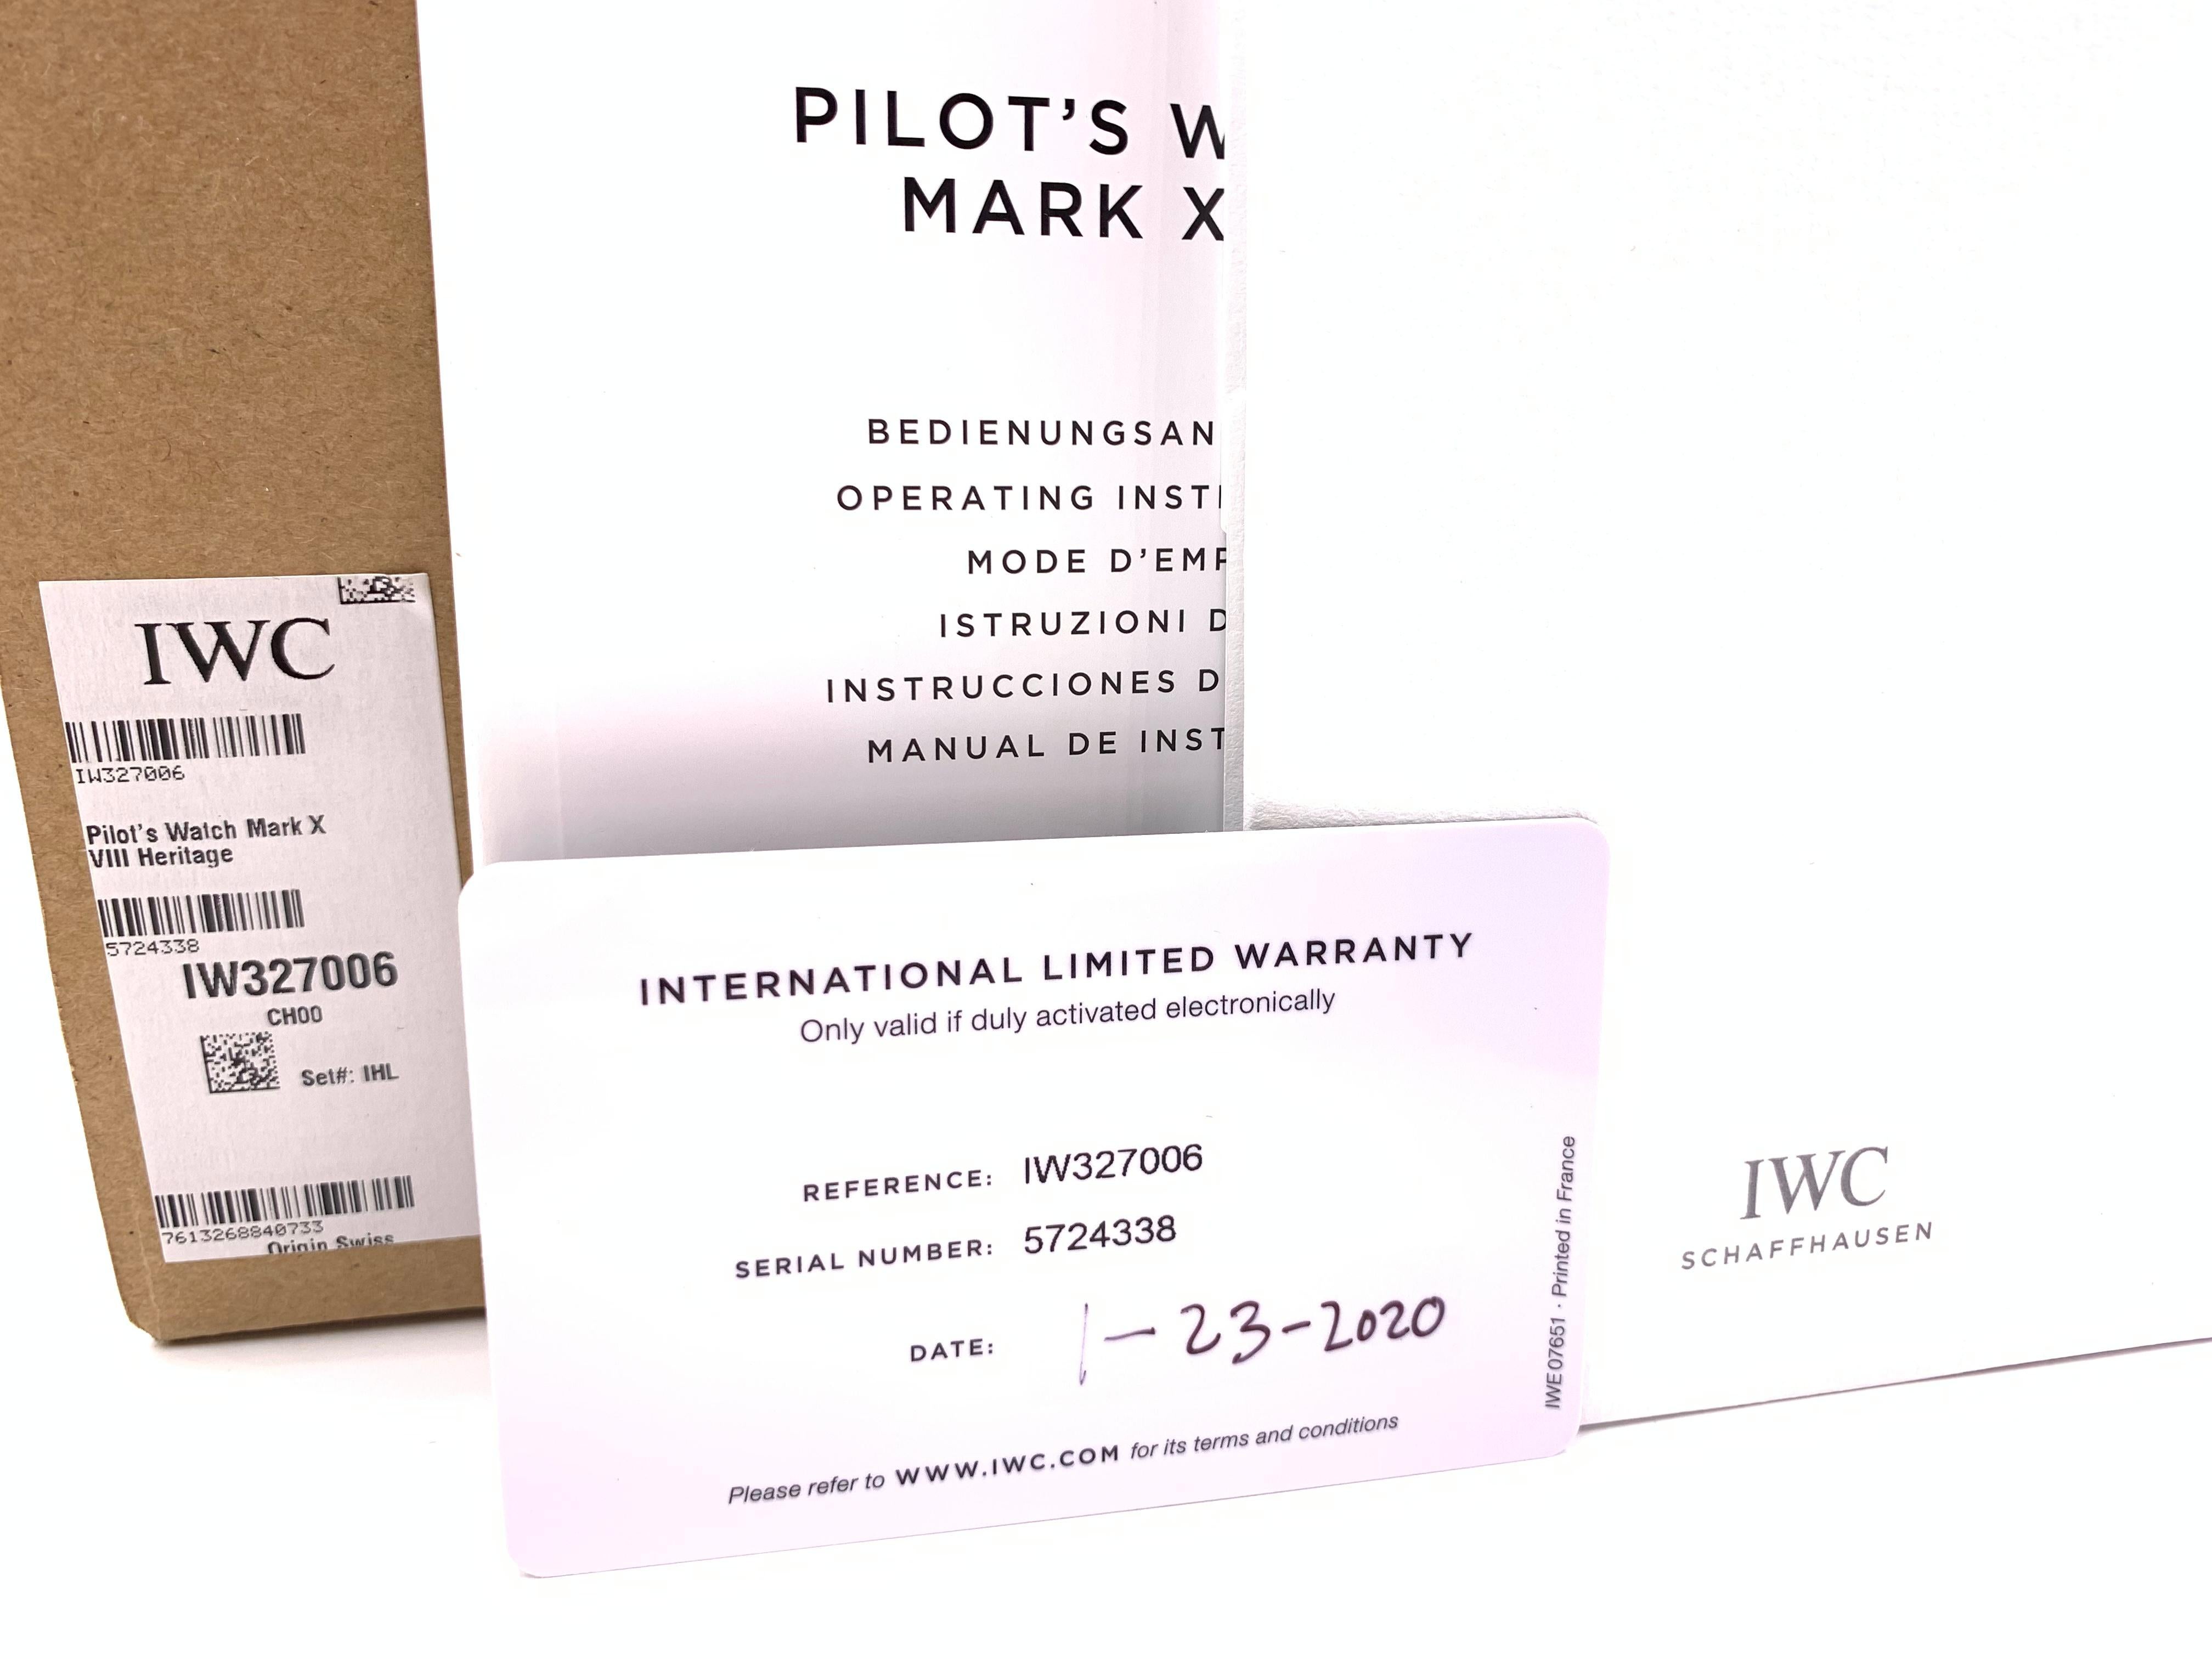 IWC
IW327006
Pilot's Watch Mark X
VIII Heritage
5724338
IW327006
CH00
Set#: IHL
7613268840733
Origin Swiss
PILOT'S W
MARK X
BEDIENUNGSAN
OPERATING INST
MODE D'EMP
ISTRUZIONI D
INSTRUCCIONES D
MANUAL DE INST
INTERNATIONAL LIMITED WARRANTY
Only valid if duly activated electronically
REFERENCE: IW327006
SERIAL NUMBER: 5724338
DATE: 1-23-2020
Please refer to WWW.IWC.COM for its terms and conditions
IWE07651 · Printed in France
IWC
SCHAFFHAUSEN